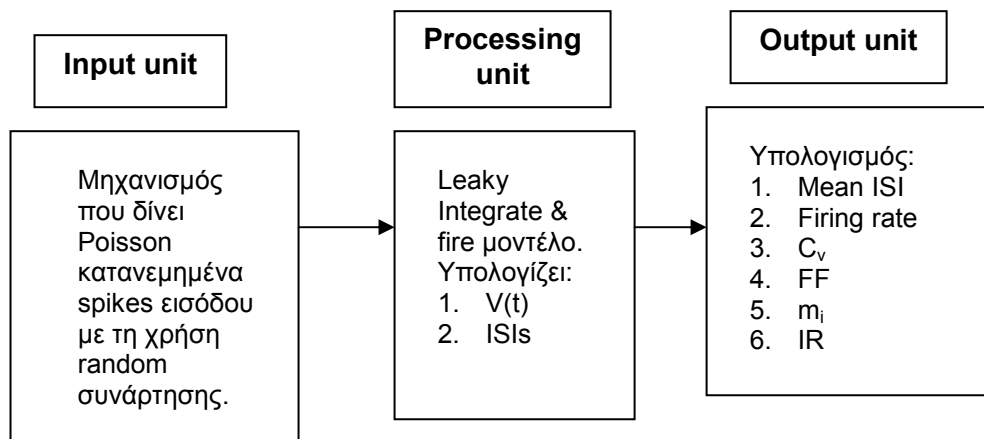 Input unit
Μηχανισμός
που δίνει
Poisson
κατανεμημένα
spikes εισόδου
με τη χρήση
random
συνάρτησης.
Processing
unit
Leaky
Integrate &
fire μοντέλο.
Υπολογίζει:
1. V(t)
2. ISIs
Output unit
Υπολογισμός:
1. Mean ISI
2. Firing rate
3. Cv
4. FF
5. mi
6. IR